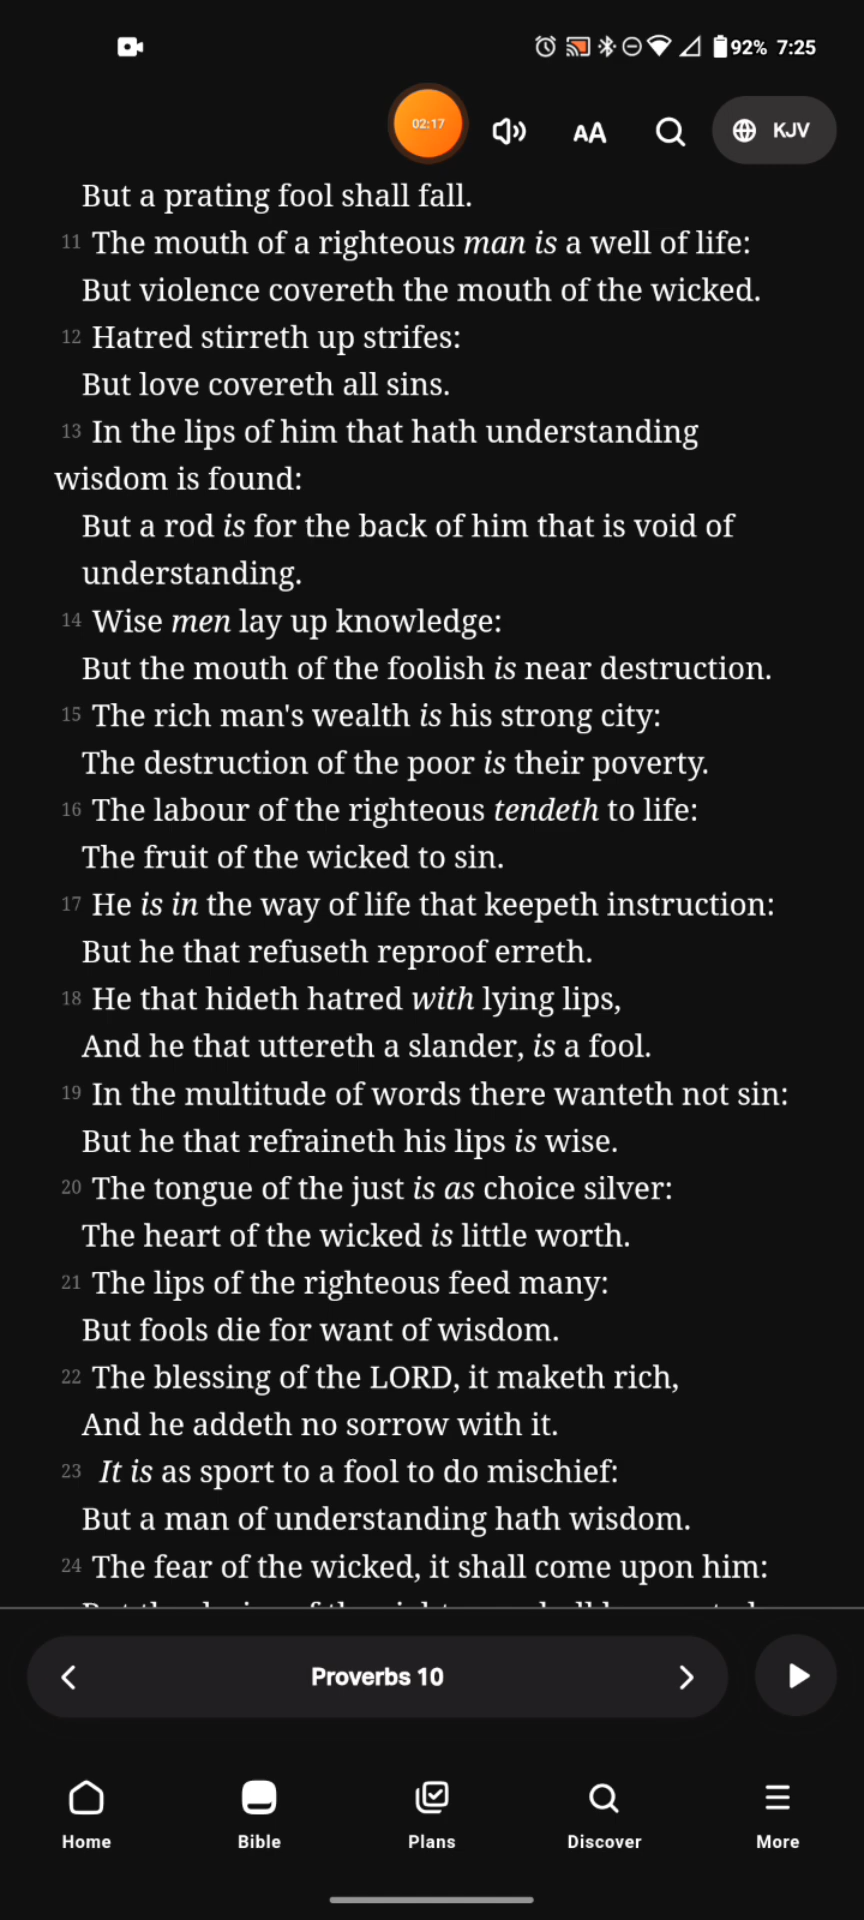 92% 7:25
02:17
AA
KJV
But a prating fool shall fall.
11 The mouth of a righteous man is a well of life:
But violence covereth the mouth of the wicked.
12 Hatred stirreth up strifes:
But love covereth all sins.
13 In the lips of him that hath understanding
wisdom is found:
But a rod is for the back of him that is void of
understanding.
14 Wise men lay up knowledge:
But the mouth of the foolish is near destruction.
15 The rich man's wealth is his strong city:
The destruction of the poor is their poverty.
16 The labour of the righteous tendeth to life:
The fruit of the wicked to sin.
17 He is in the way of life that keepeth instruction:
But he that refuseth reproof erreth.
18 He that hideth hatred with lying lips,
And he that uttereth a slander, is a fool.
19 In the multitude of words there wanteth not sin:
But he that refraineth his lips is wise.
20 The tongue of the just is as choice silver:
The heart of the wicked is little worth.
21 The lips of the righteous feed many:
But fools die for want of wisdom.
22 The blessing of the LORD, it maketh rich,
And he addeth no sorrow with it.
23 It is as sport to a fool to do mischief:
But a man of understanding hath wisdom.
24 The fear of the wicked, it shall come upon him:
Proverbs 10
Home Bible Plans Discover More